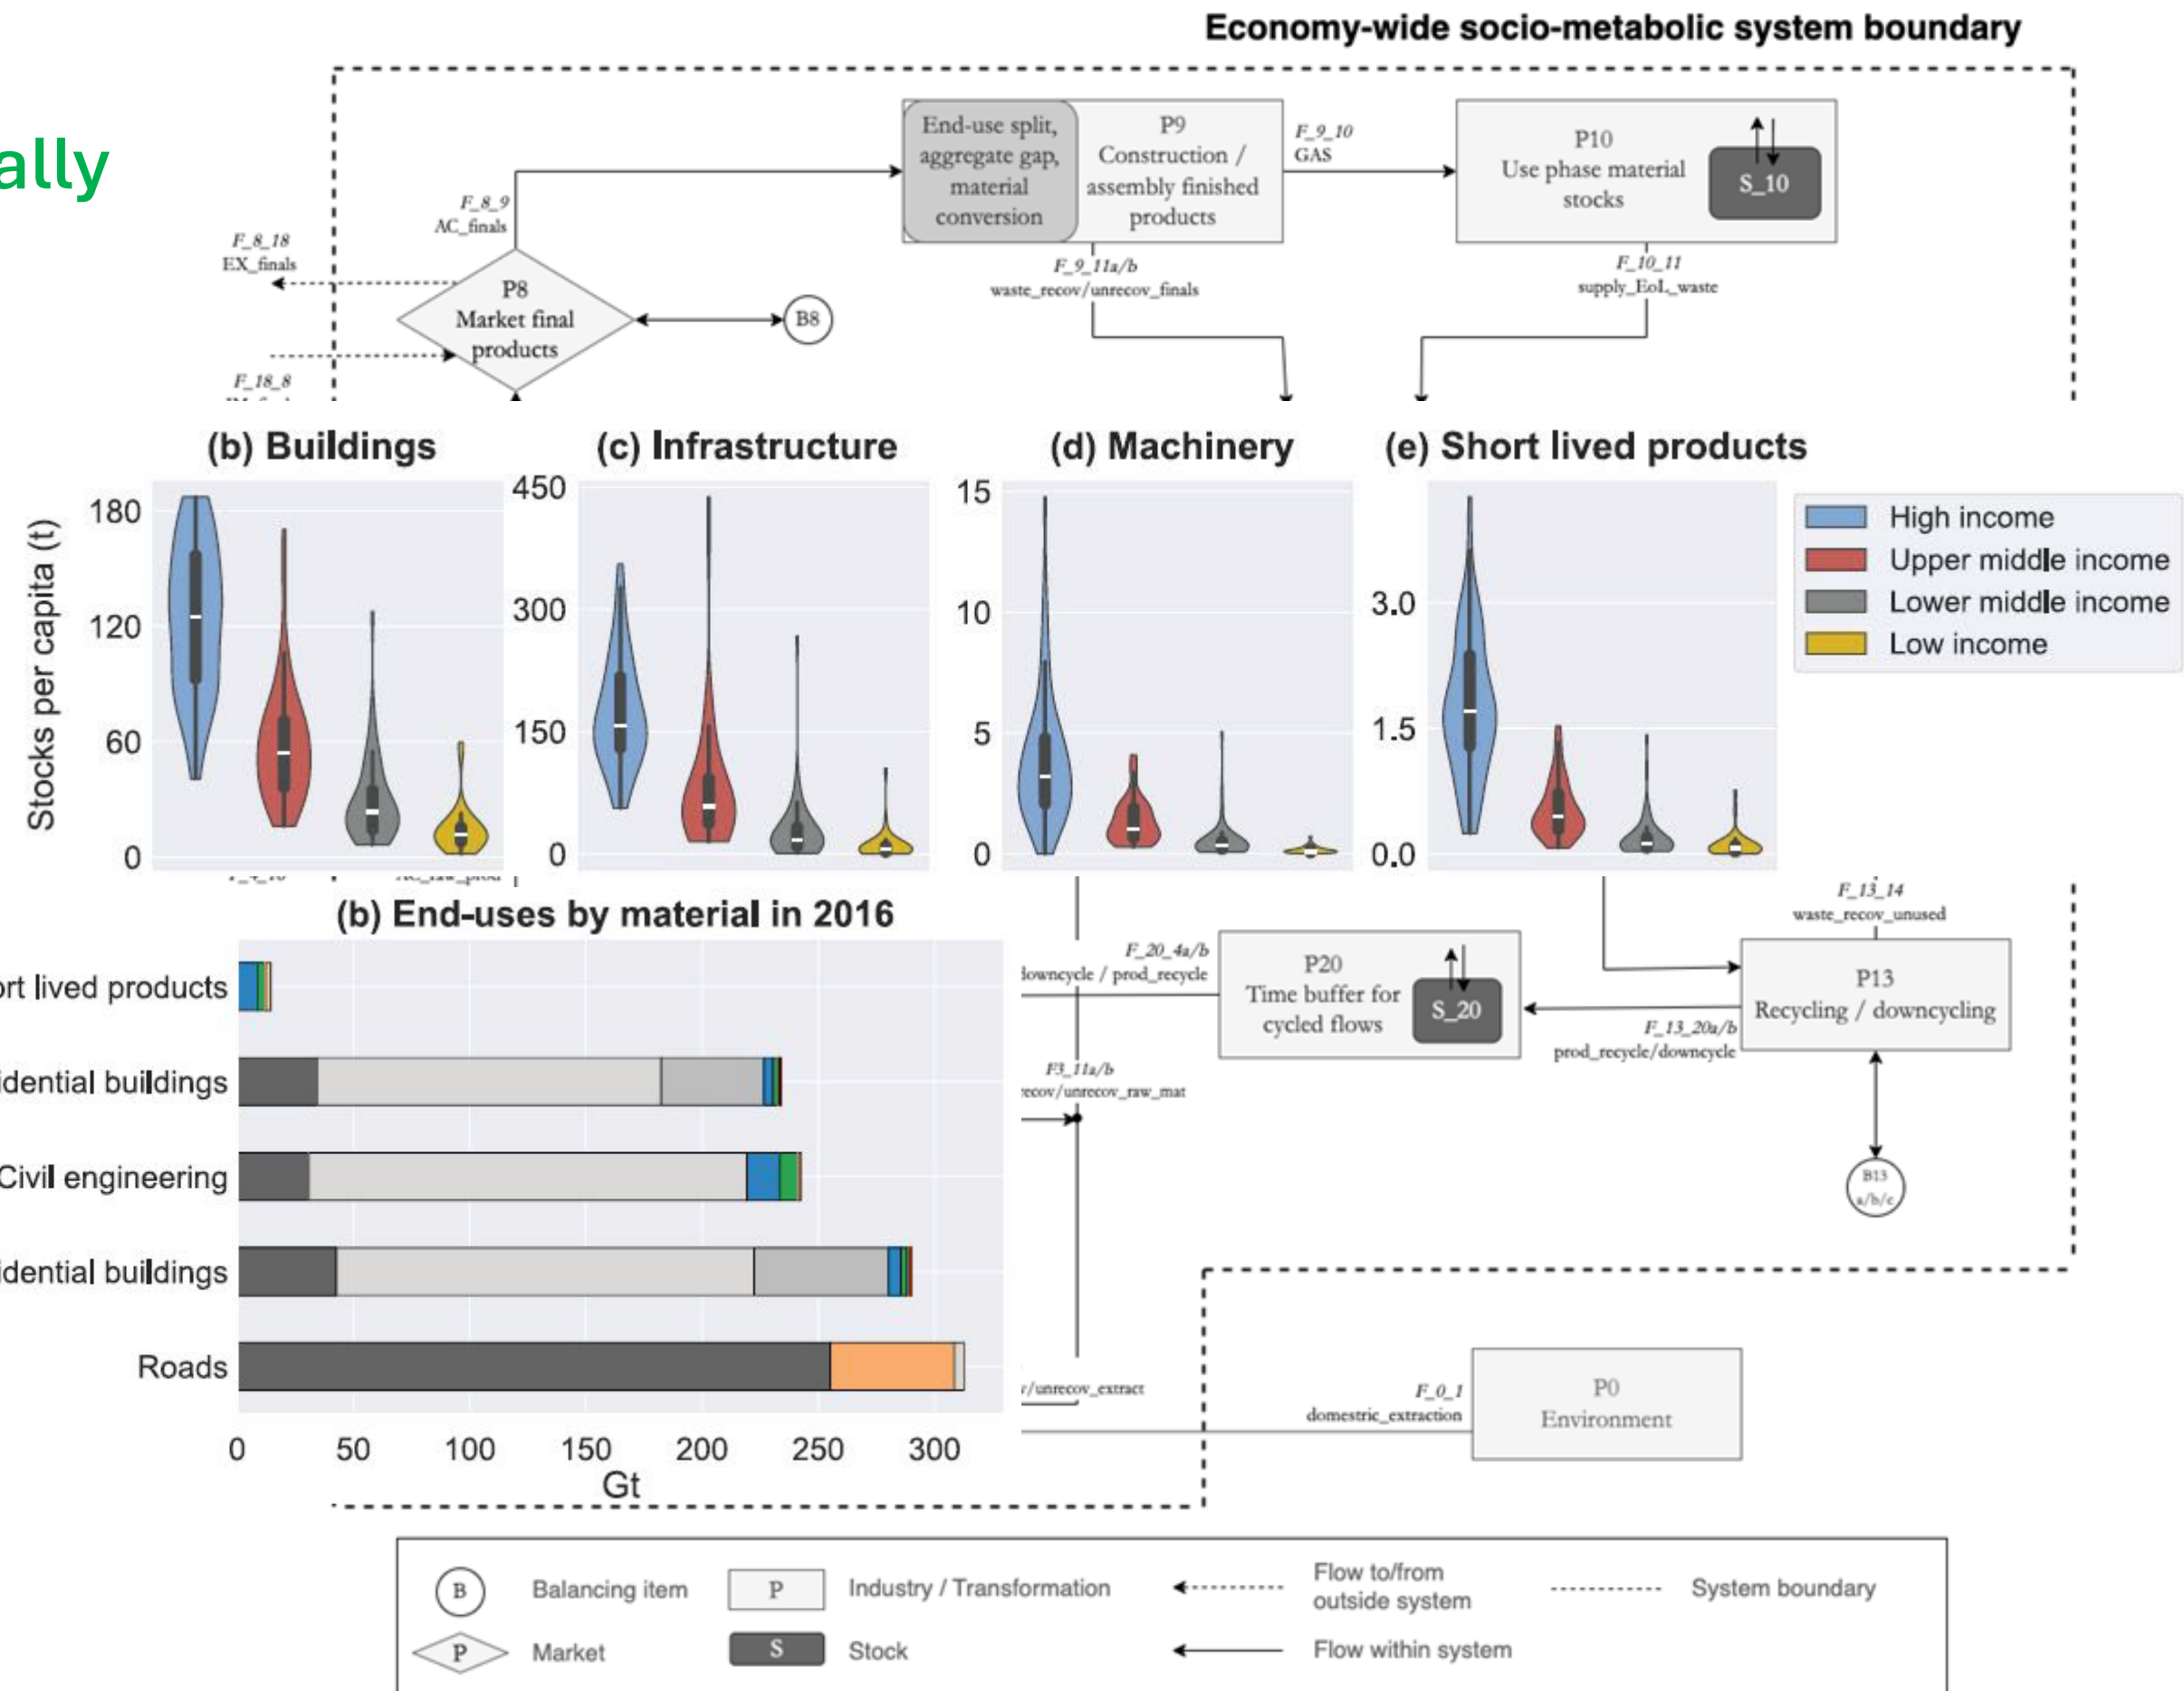 Economy-wide socio-metabolic system boundary
ally
End-use split,
aggregate gap,
material
conversion
P9
Construction /
assembly finished
products
F_9_10
GAS
P10
Use phase material
stocks
S_10
F_8_9
AC_finals
F_8_18
EX_finals
P8
Market final
products
B8
F_18_8
F_9_11a/b
waste_recov/unrecov_finals
F_10_11
supply_EoL_waste
(b) Buildings
(c) Infrastructure
(d) Machinery
(e) Short lived products
Stocks per capita (t)
180
120
60
0
450
300
150
0
15
10
5
0
3.0
1.5
0.0
High income
Upper middle income
Lower middle income
Low income
(b) End-uses by material in 2016
ort lived products
idential buildings
Civil engineering
idential buildings
Roads
0
50
100
150
200
250
300
Gt
F_20_4a/b
downcycle / prod_recycle
P20
Time buffer for
cycled flows
S_20
F_13_14
waste_recov_unused
P13
Recycling / downcycling
F_13_20a/b
prod_recycle/downcycle
F3_11a/b
recov/unrecov_raw_mat
B13
a/b/c
v/unrecov_extract
F_0_1
domestric_extraction
P0
Environment
B
Balancing item
P
Industry / Transformation
Flow to/from
outside system
System boundary
P
Market
S
Stock
Flow within system